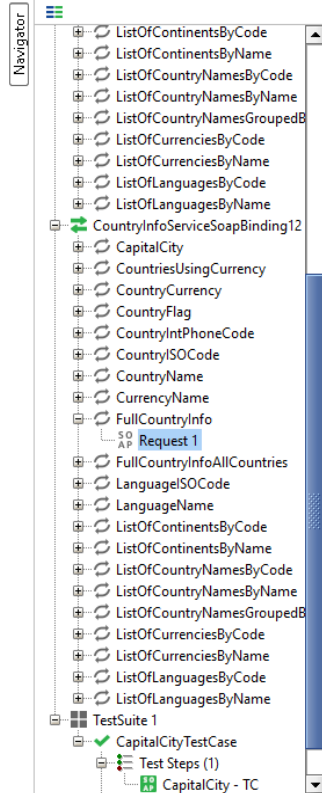 Navigator
ListOfContinentsByCode
ListOfContinentsByName
ListOfCountryNamesByCode
ListOfCountryNamesByName
ListOfCountryNamesGroupedB
ListOfCurrenciesByCode
ListOfCurrenciesByName
ListOfLanguagesByCode
ListOfLanguagesByName
CountryInfoServiceSoapBinding12
CapitalCity
CountriesUsingCurrency
CountryCurrency
CountryFlag
CountryIntPhoneCode
CountryISOCode
CountryName
CurrencyName
FullCountryInfo
SOAP Request 1
FullCountryInfoAllCountries
LanguageISOCode
LanguageName
ListOfContinentsByCode
ListOfContinentsByName
ListOfCountryNamesByCode
ListOfCountryNamesByName
ListOfCountryNamesGroupedB
ListOfCurrenciesByCode
ListOfCurrenciesByName
ListOfLanguagesByCode
ListOfLanguagesByName
TestSuite 1
CapitalCityTestCase
Test Steps (1)
SOAP CapitalCity - TC